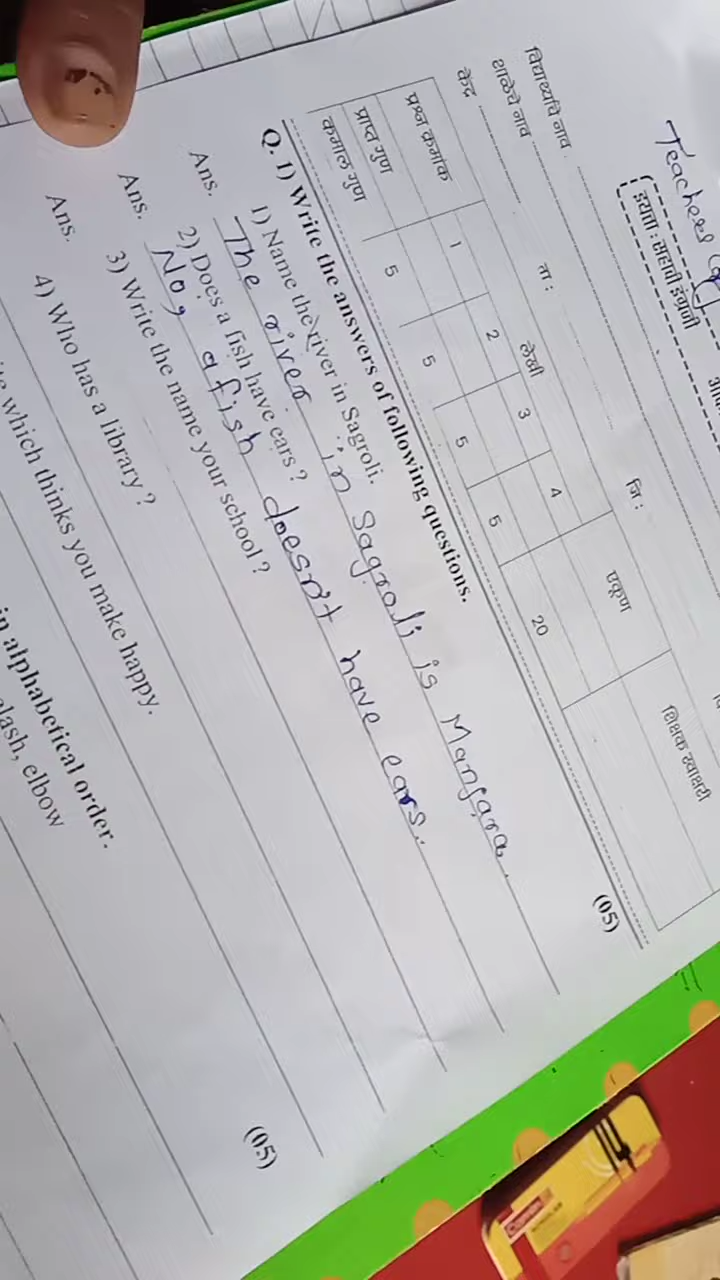 Teachers
इयत्ता : सहावी इंग्रजी
विद्यार्थ्याचे नाव
शाळेचे नाव
जि :
केंद्र
ता :
प्रश्न क्रमांक लेखी एकूण शिक्षक स्वाक्षरी
1 2 3 4
प्राप्त गुण
कमाल गुण 5 5 5 5 20
Q. 1) Write the answers of following questions. (05)
1) Name the river in Sagroli.
Ans. The river in Sagroli is Manjara.
2) Does a fish have ears ?
Ans. No, a fish doesn't have ears.
3) Write the name your school ?
Ans.
4) Who has a library ?
which thinks you make happy. (05)
in alphabetical order.
elbow